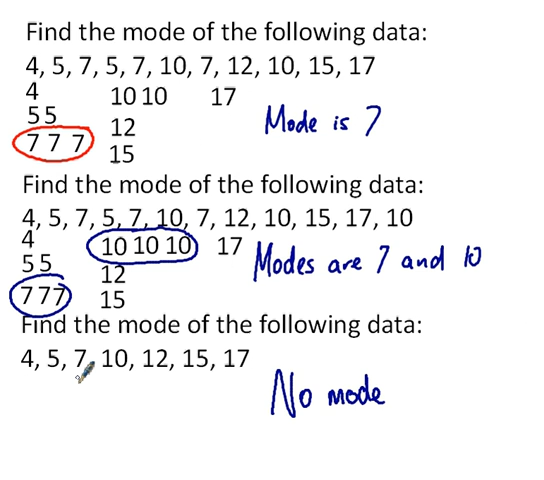 Find the mode of the following data:
4, 5, 7, 5, 7, 10, 7, 12, 10, 15, 17
4 10 10 17
5 5 12 Mode is 7
7 7 7 15
Find the mode of the following data:
4, 5, 7, 5, 7, 10, 7, 12, 10, 15, 17, 10
4 10 10 10 17
5 5 12 Modes are 7 and 10
7 7 7 15
Find the mode of the following data:
4, 5, 7, 10, 12, 15, 17
No mode